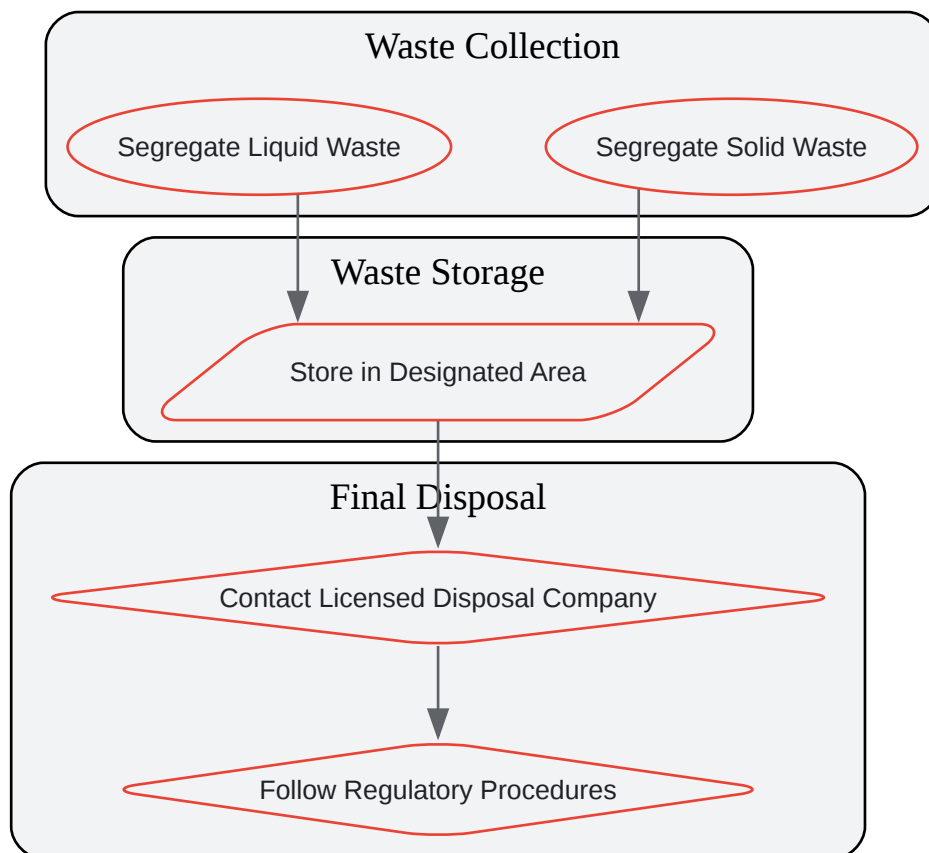 Waste Collection
Segregate Liquid Waste
Segregate Solid Waste
Waste Storage
Store in Designated Area
Final Disposal
Contact Licensed Disposal Company
Follow Regulatory Procedures